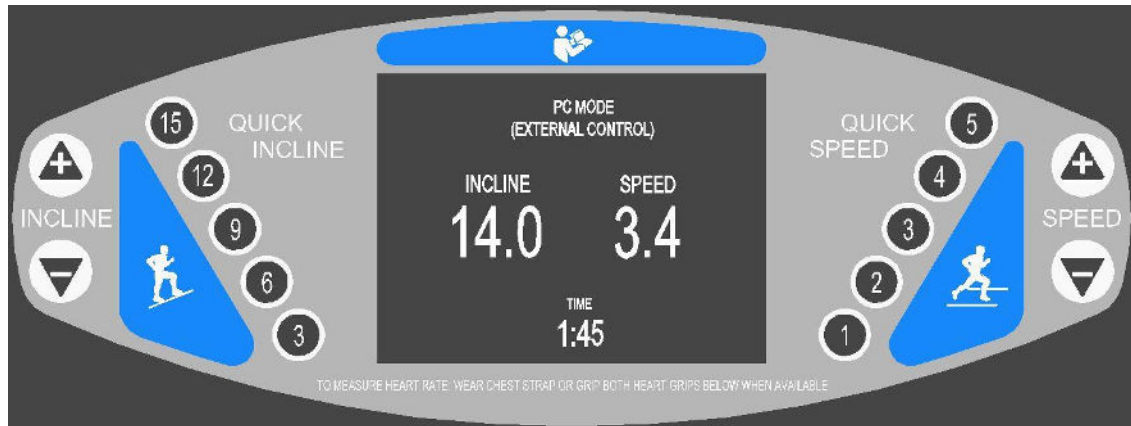 PC MODE
(EXTERNAL CONTROL)
QUICK
INCLINE
15
12
9
6
3
+
INCLINE
−
INCLINE
14.0
SPEED
3.4
TIME
1:45
QUICK
SPEED
5
4
3
2
1
+
SPEED
−
TO MEASURE HEART RATE: WEAR CHEST STRAP OR GRIP BOTH HEART GRIPS BELOW WHEN AVAILABLE